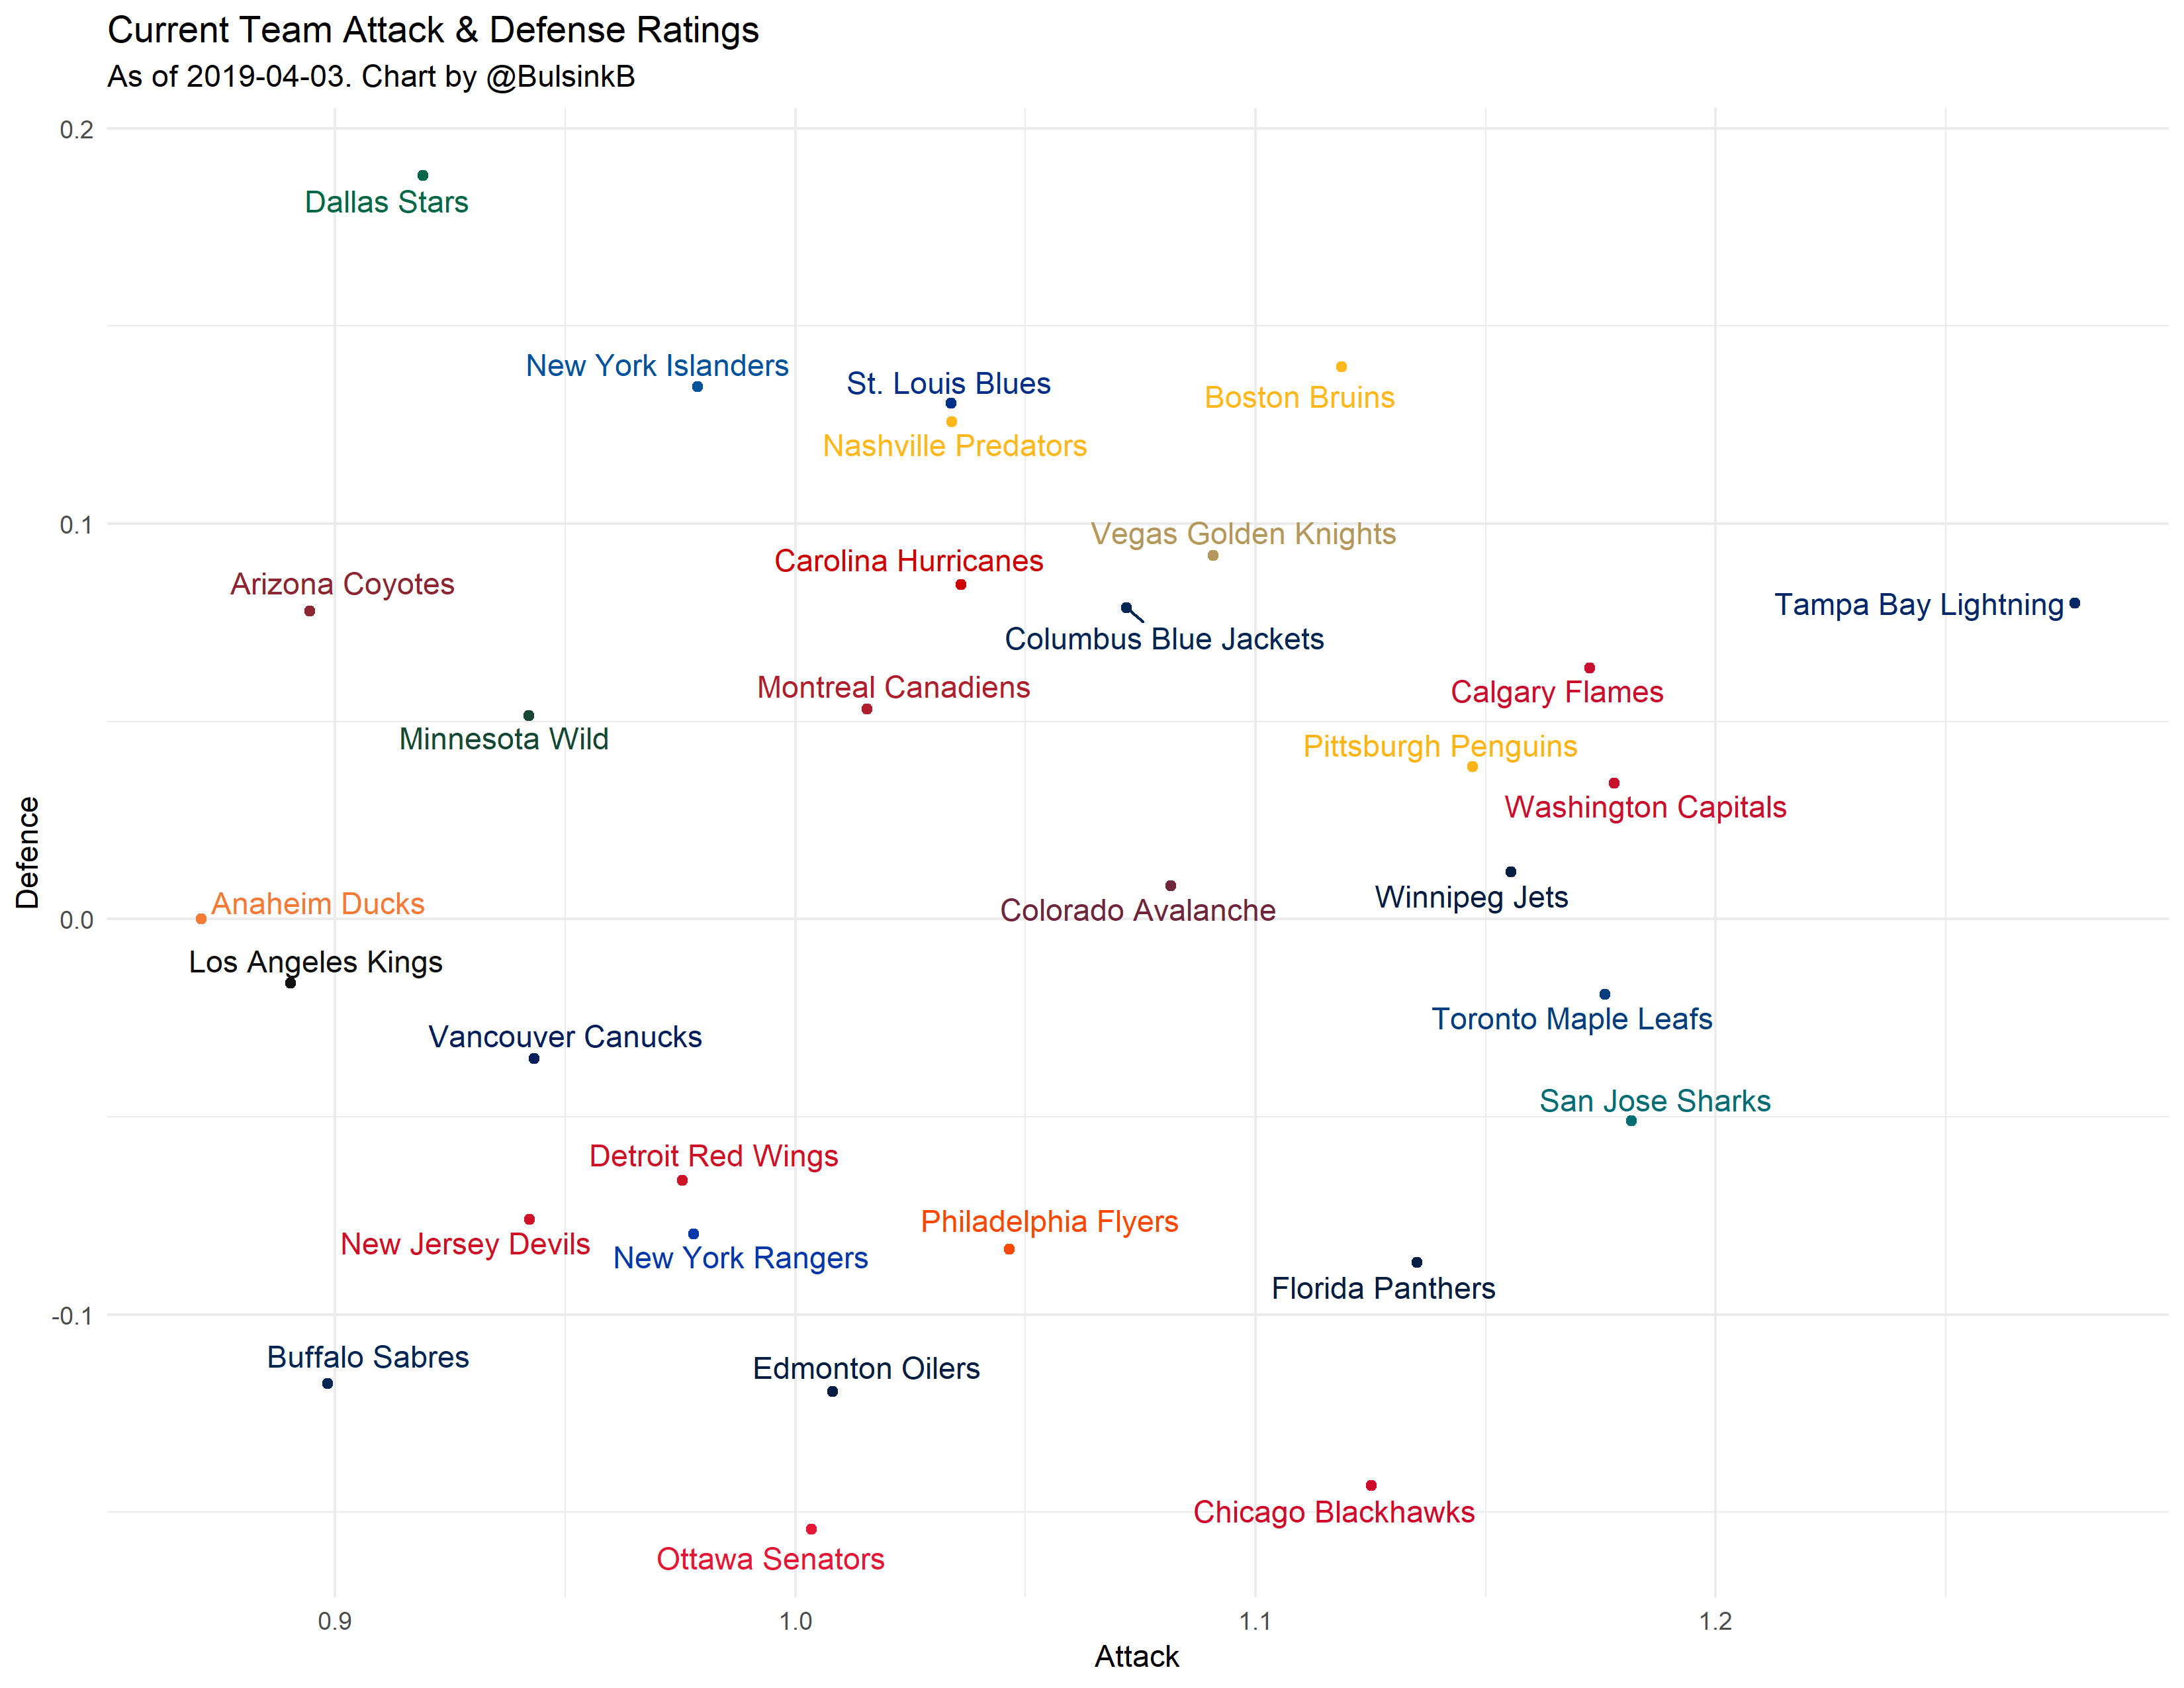 Current Team Attack & Defense Ratings
As of 2019-04-03. Chart by @BulsinkB
0.2
Dallas Stars
New York Islanders
St. Louis Blues
Boston Bruins
Nashville Predators
0.1
Vegas Golden Knights
Carolina Hurricanes
Arizona Coyotes
Tampa Bay Lightning
Columbus Blue Jackets
Montreal Canadiens
Calgary Flames
Minnesota Wild
Pittsburgh Penguins
Washington Capitals
Defence
Winnipeg Jets
Anaheim Ducks
Colorado Avalanche
0.0
Los Angeles Kings
Toronto Maple Leafs
Vancouver Canucks
San Jose Sharks
Detroit Red Wings
Philadelphia Flyers
New Jersey Devils
New York Rangers
Florida Panthers
-0.1
Buffalo Sabres
Edmonton Oilers
Chicago Blackhawks
Ottawa Senators
0.9
1.0
1.1
1.2
Attack